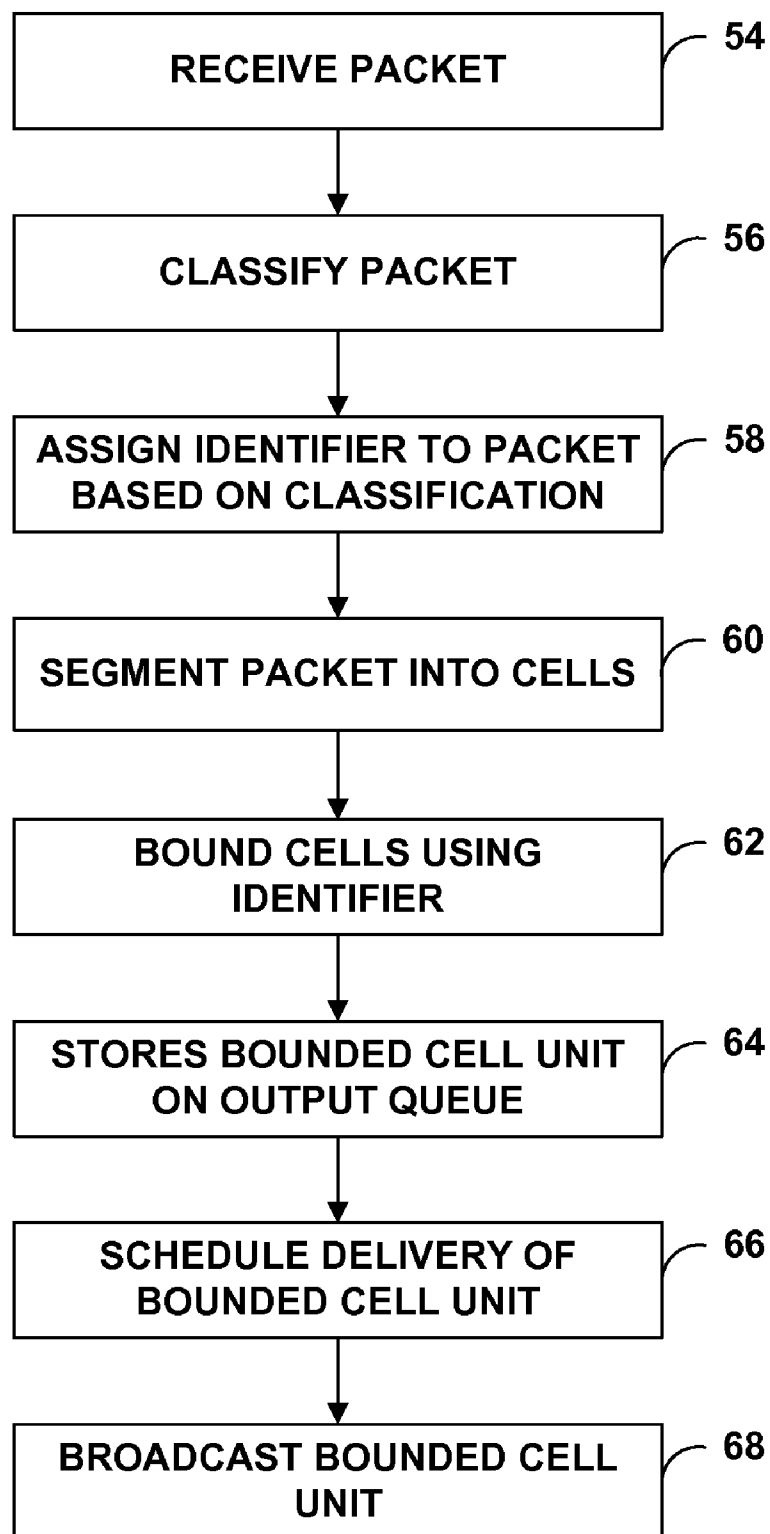 54
RECEIVE PACKET
56
CLASSIFY PACKET
58
ASSIGN IDENTIFIER TO PACKET
BASED ON CLASSIFICATION
60
SEGMENT PACKET INTO CELLS
62
BOUND CELLS USING
IDENTIFIER
64
STORES BOUNDED CELL UNIT
ON OUTPUT QUEUE
66
SCHEDULE DELIVERY OF
BOUNDED CELL UNIT
68
BROADCAST BOUNDED CELL
UNIT